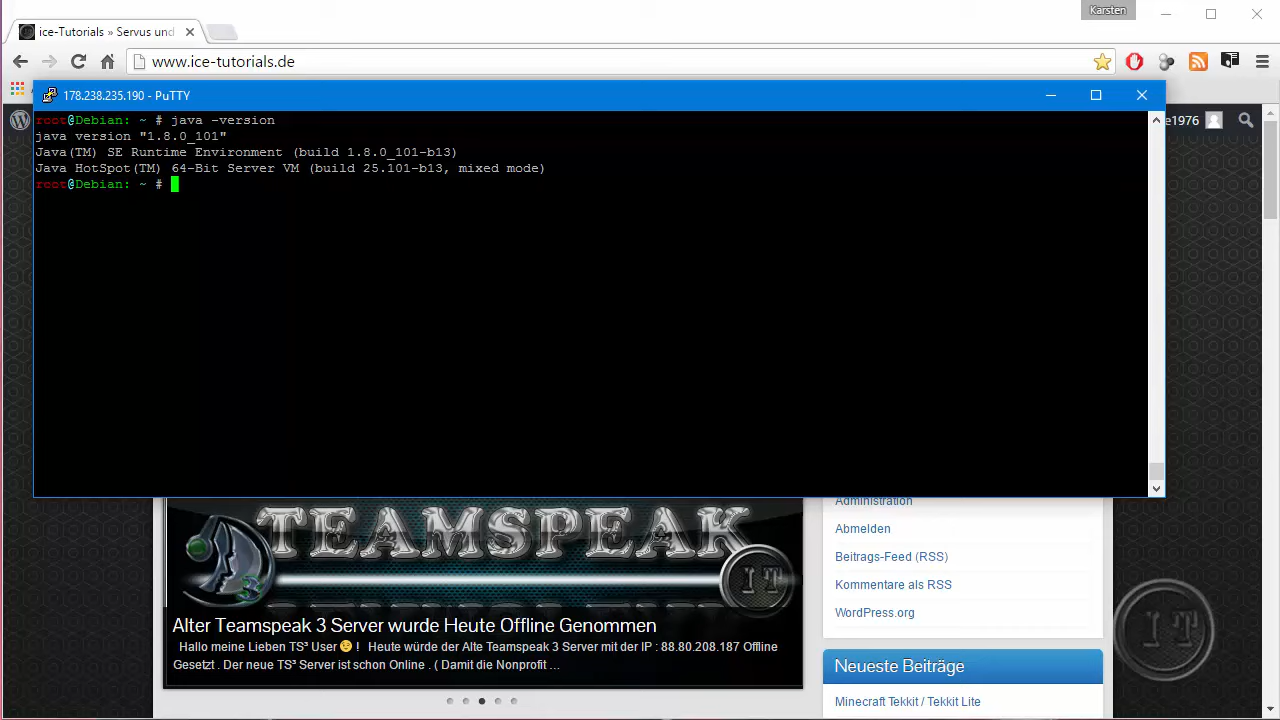 Karsten
ice-Tutorials » Servus und
www.ice-tutorials.de
178.238.235.190 - PuTTY
root@Debian: ~ # java -version
java version "1.8.0_101"
Java(TM) SE Runtime Environment (build 1.8.0_101-b13)
Java HotSpot(TM) 64-Bit Server VM (build 25.101-b13, mixed mode)
root@Debian: ~ #
e1976
TEAMSPEAK
3
IT
Alter Teamspeak 3 Server wurde Heute Offline Genommen
Hallo meine Lieben TS³ User ! Heute würde der Alte Teamspeak 3 Server mit der IP : 88.80.208.187 Offline
Gesetzt . Der neue TS³ Server ist schon Online . ( Damit die Nonprofit ...
Administration
Abmelden
Beitrags-Feed (RSS)
Kommentare als RSS
WordPress.org
Neueste Beiträge
Minecraft Tekkit / Tekkit Lite
IT